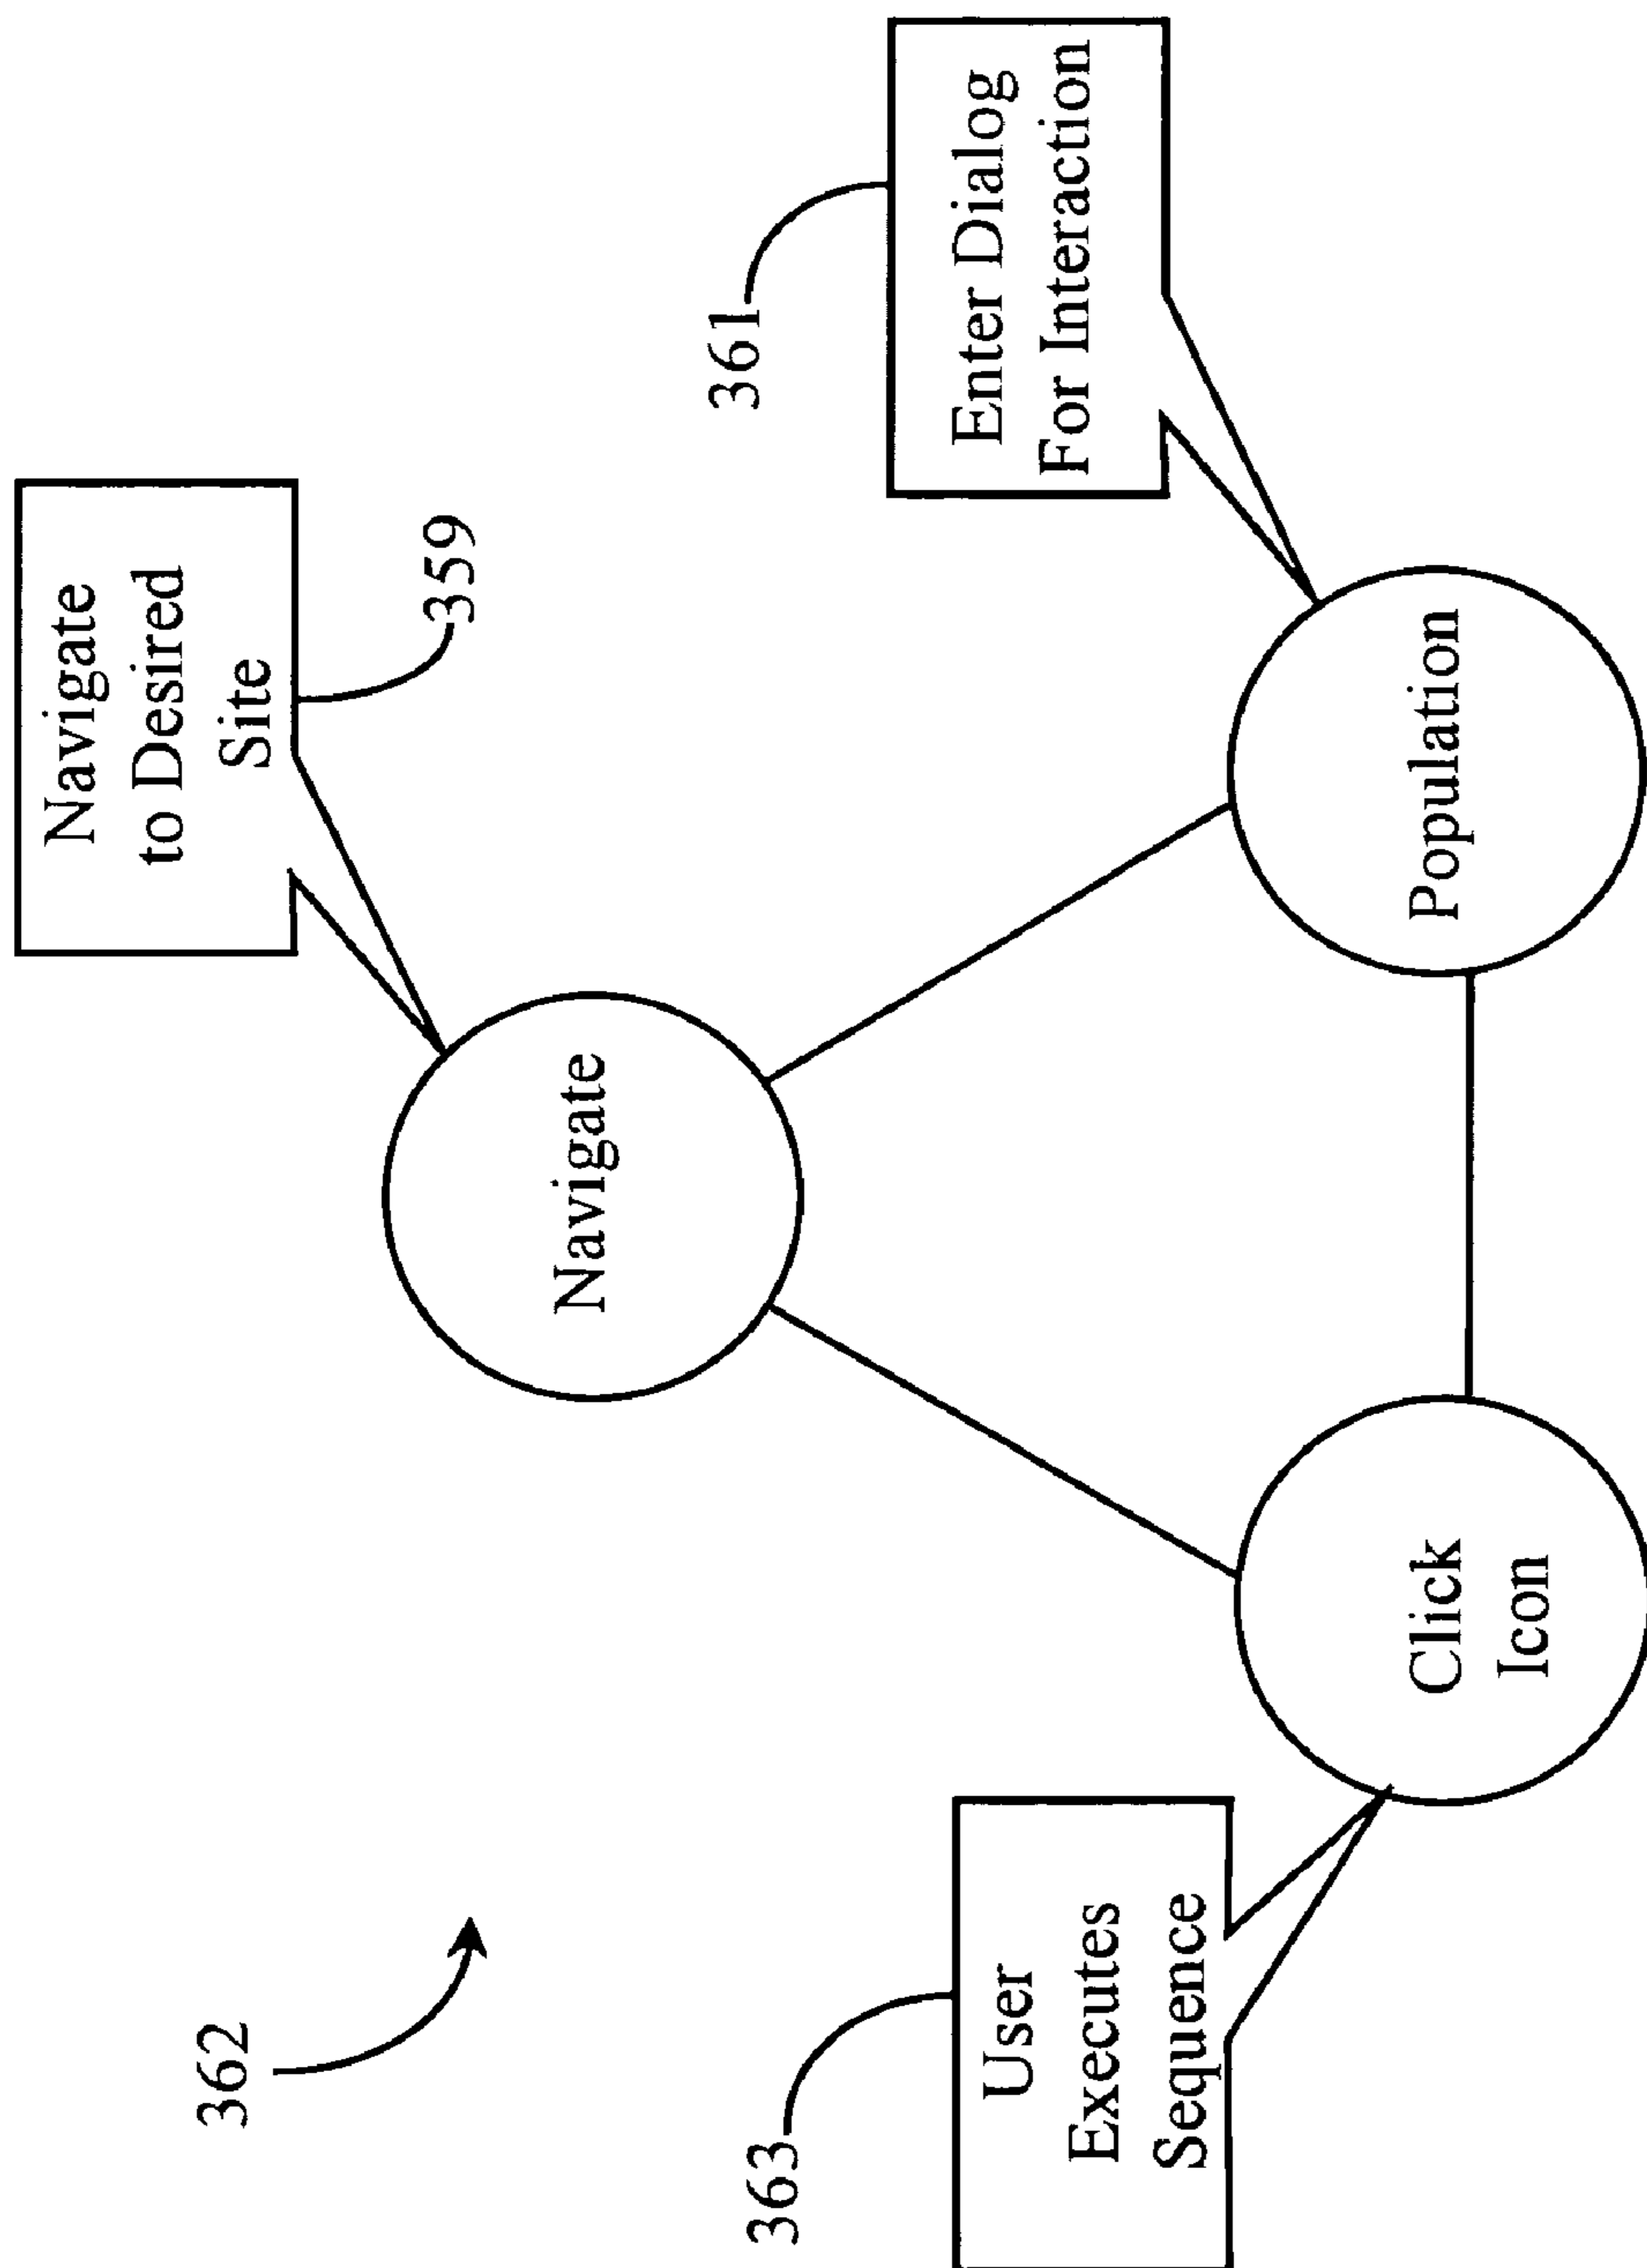 362
Navigate
to Desired
Site
359
Navigate
363
User
Executes
Sequence
361
Enter Dialog
For Interaction
Click
Icon
Population